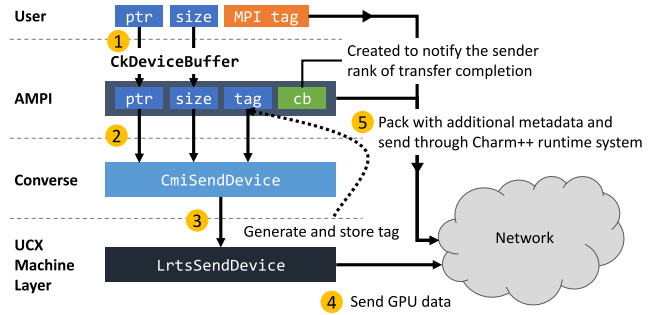 User
ptr size MPI tag
1
CkDeviceBuffer
Created to notify the sender
rank of transfer completion
AMPI
ptr size tag cb
5 Pack with additional metadata and
send through Charm++ runtime system
2
Converse
CmiSendDevice
3
Generate and store tag
Network
UCX
Machine
Layer
LrtsSendDevice
4 Send GPU data